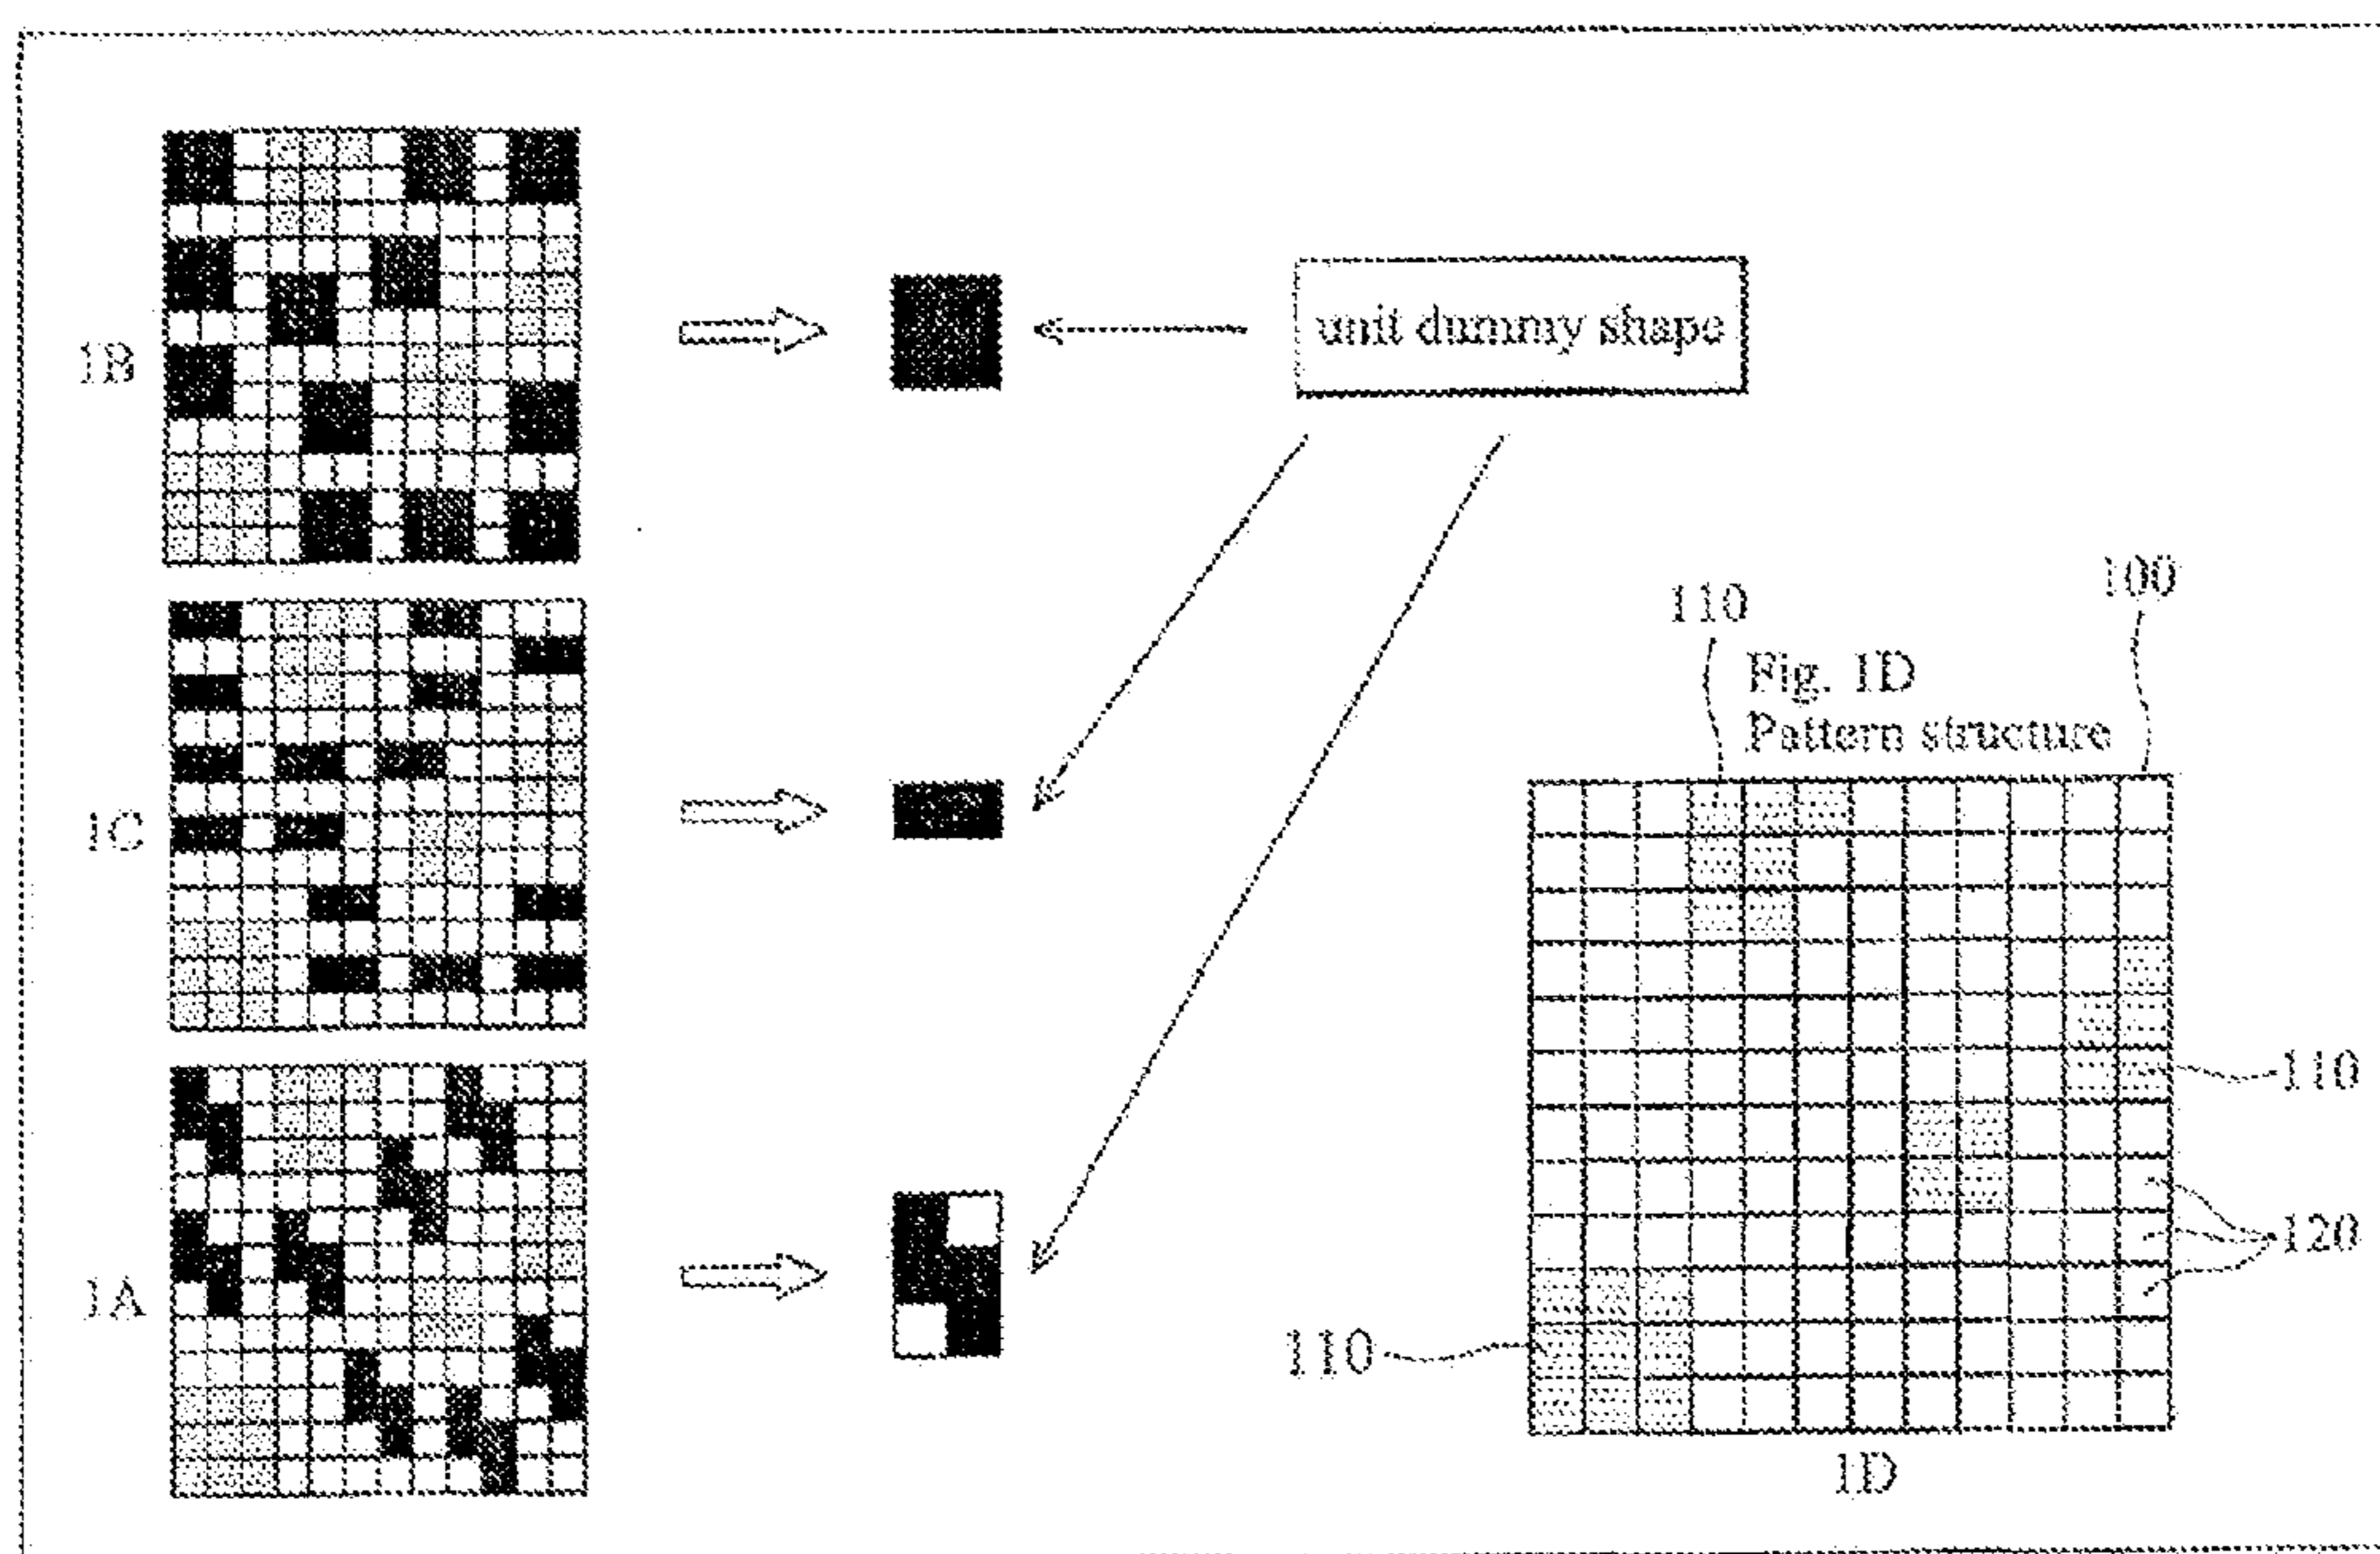 1B
unit dummy shape
110
100
Fig. 1D
Pattern structure
1C
110
120
1A
110
1D